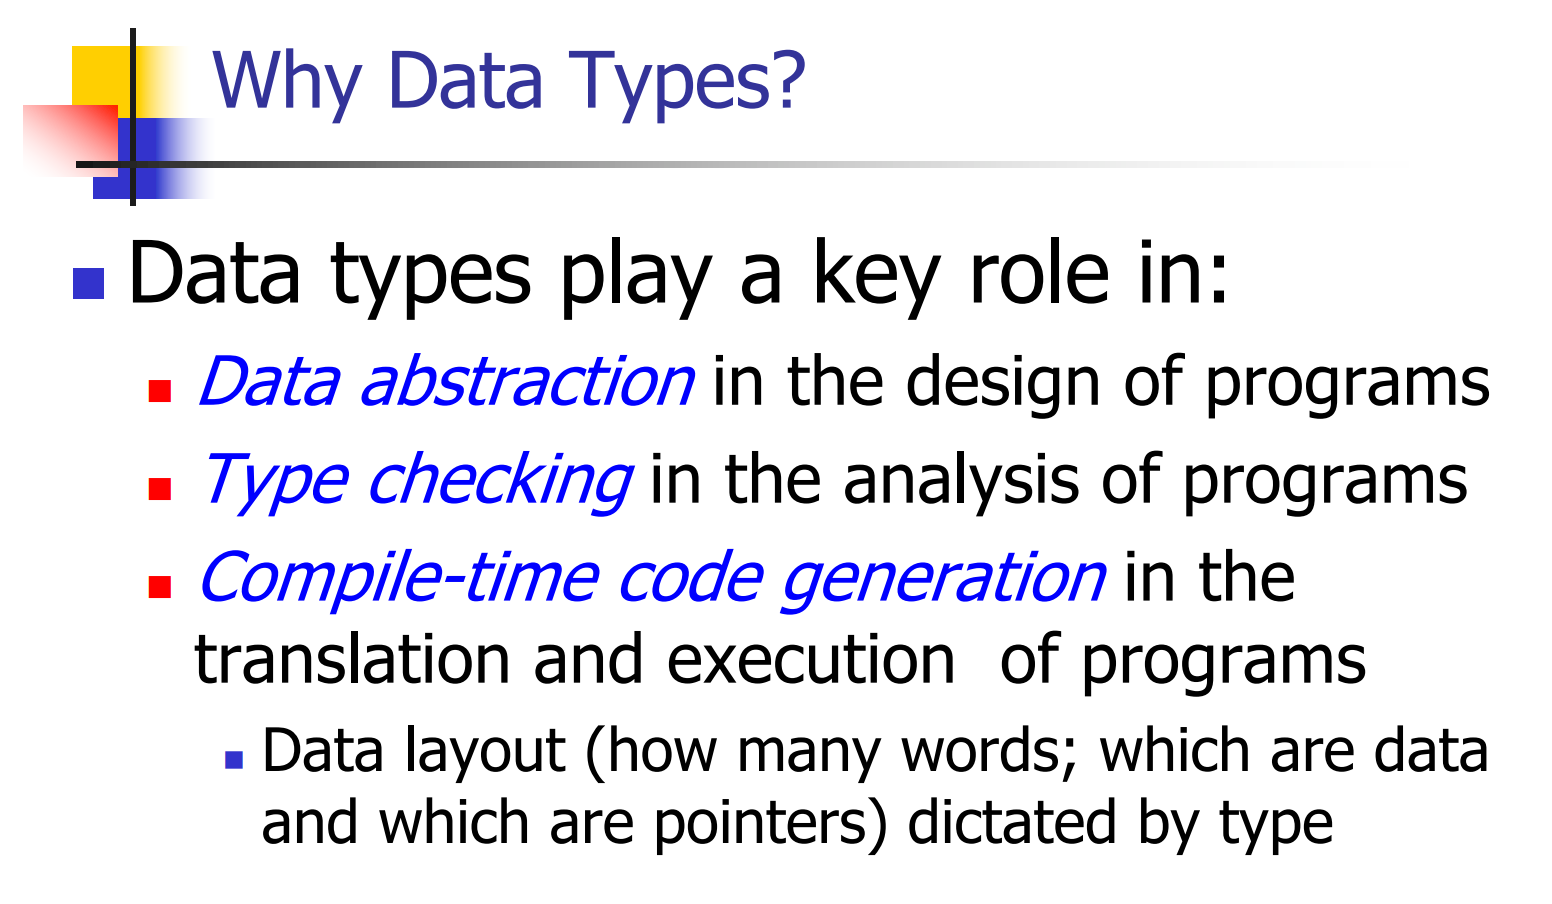 Why Data Types?
Data types play a key role in:
Data abstraction in the design of programs
Type checking in the analysis of programs
Compile-time code generation in the
translation and execution  of programs
Data layout (how many words; which are data
and which are pointers) dictated by type